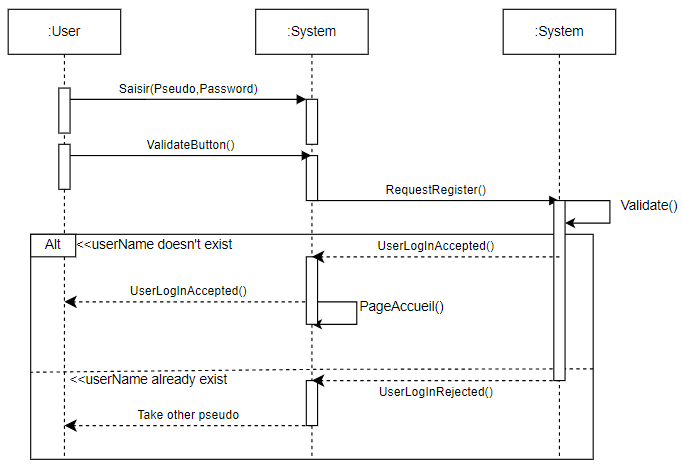 :User
:System
:System
Saisir(Pseudo,Password)
ValidateButton()
RequestRegister()
Validate()
Alt
<<userName doesn't exist
UserLogInAccepted()
UserLogInAccepted()
PageAccueil()
<<userName already exist
UserLogInRejected()
Take other pseudo